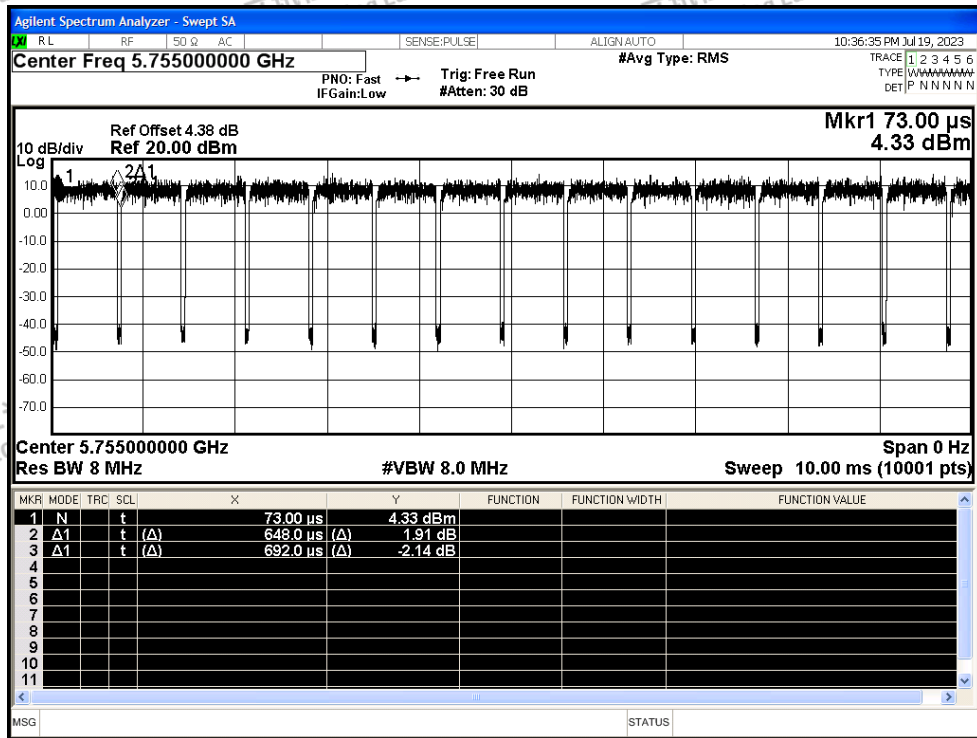 Agilent Spectrum Analyzer - Swept SA
LXI RL RF 50 Ω AC SENSE:PULSE ALIGN AUTO 10:36:35 PM Jul 19, 2023
Center Freq 5.755000000 GHz #Avg Type: RMS TRACE 1 2 3 4 5 6
PNO: Fast Trig: Free Run TYPE
IFGain:Low #Atten: 30 dB DET P N N N N N
Mkr1 73.00 µs
Ref Offset 4.38 dB
10 dB/div Ref 20.00 dBm 4.33 dBm
Log
1 2Δ1
10.0
0.00
-10.0
-20.0
-30.0
-40.0
-50.0
-60.0
-70.0
Center 5.755000000 GHz Span 0 Hz
Res BW 8 MHz #VBW 8.0 MHz Sweep 10.00 ms (10001 pts)
MKR MODE TRC SCL X Y FUNCTION FUNCTION WIDTH FUNCTION VALUE
1 N t 73.00 µs 4.33 dBm
2 Δ1 t (Δ) 648.0 µs (Δ) 1.91 dB
3 Δ1 t (Δ) 692.0 µs (Δ) -2.14 dB
4
5
6
7
8
9
10
11
MSG STATUS